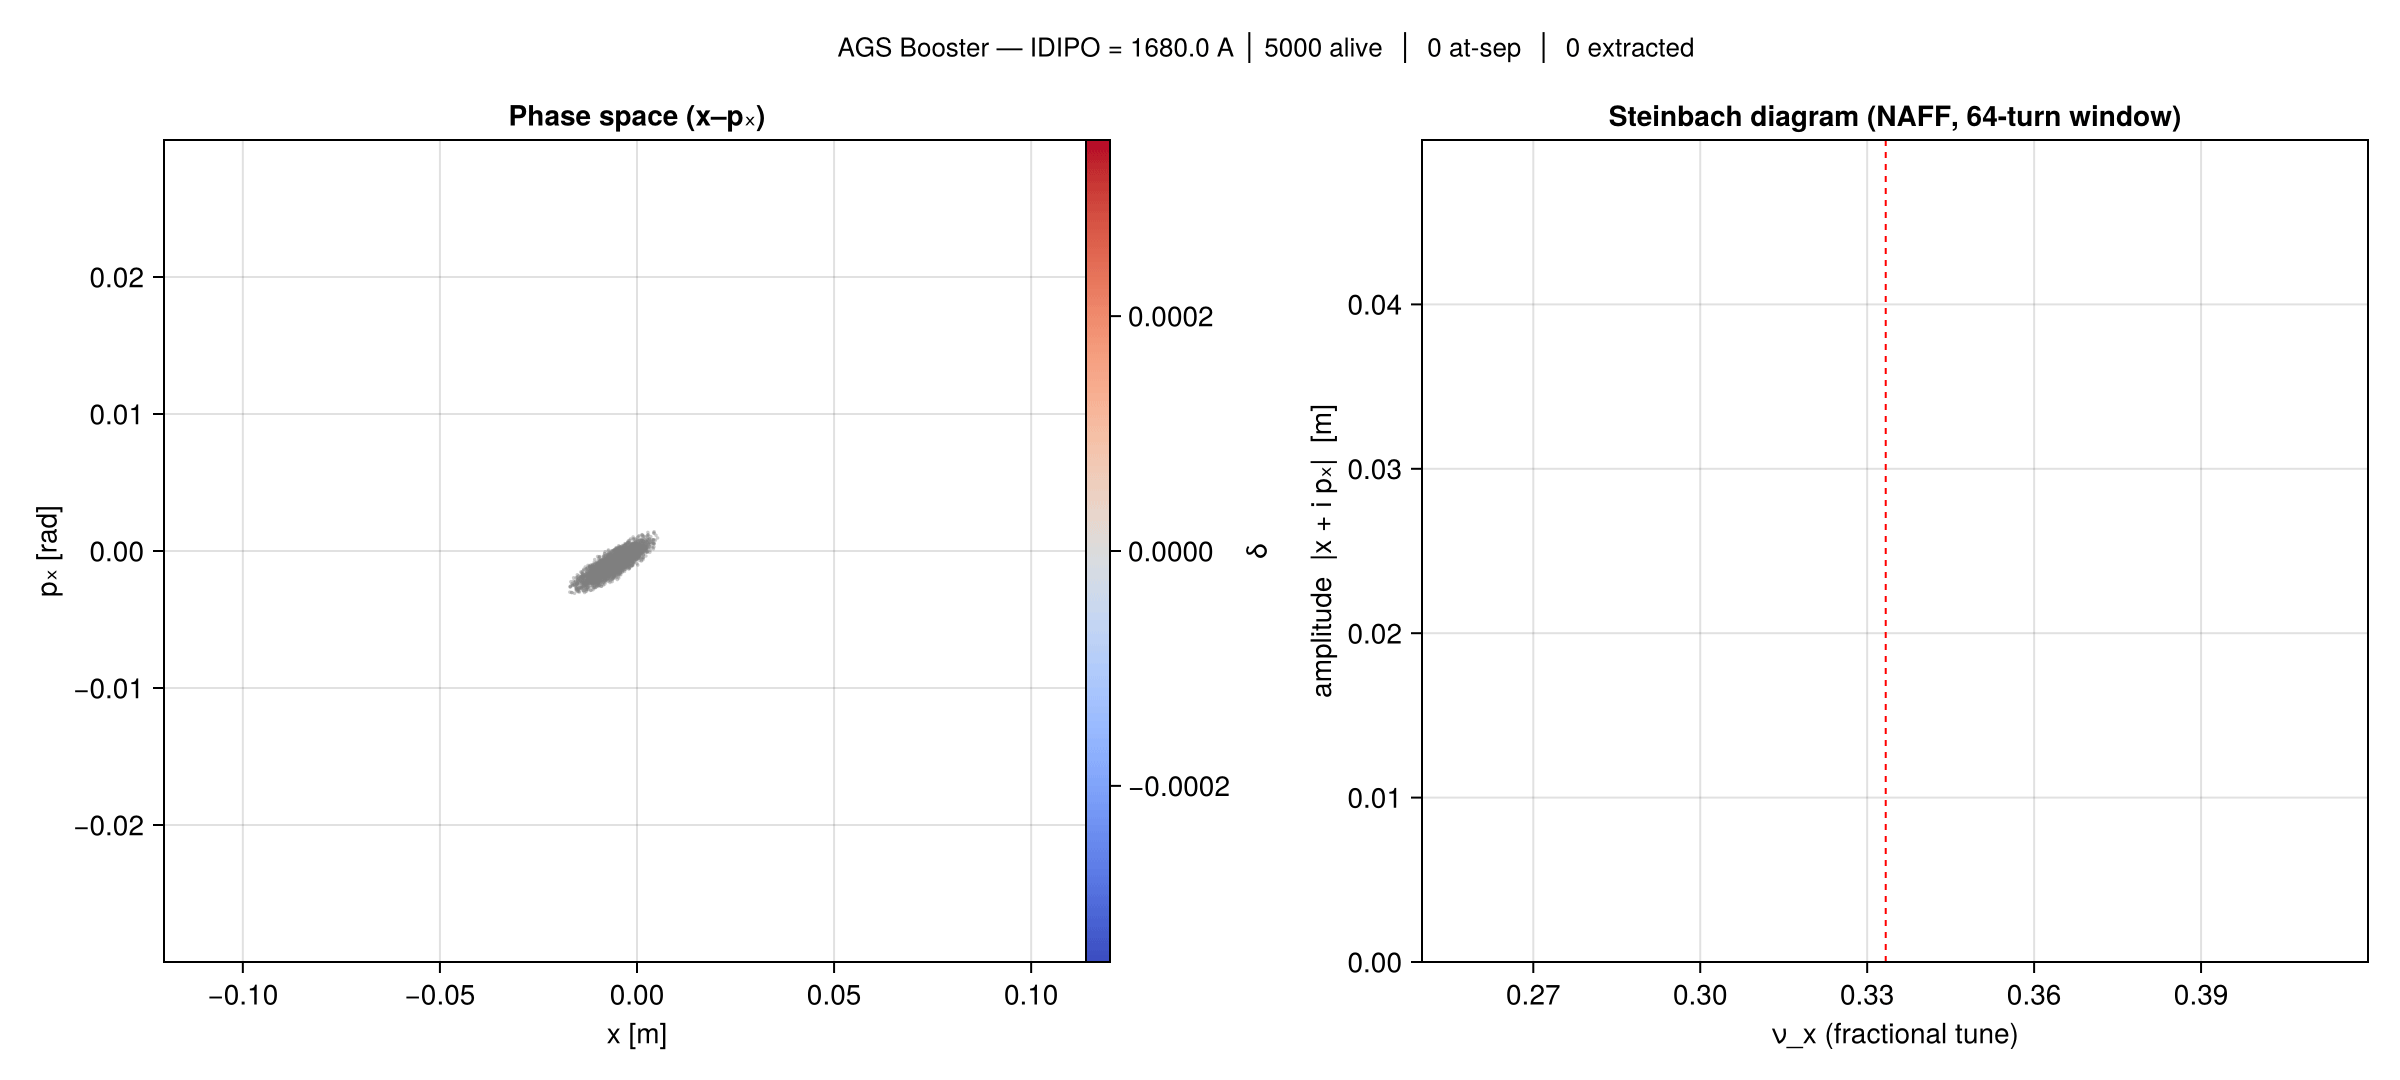 AGS Booster — IDIPO = 1680.0 A | 5000 alive | 0 at-sep | 0 extracted
Phase space (x–pₓ)
0.02
0.01
0.00
−0.01
−0.02
pₓ [rad]
−0.10
−0.05
0.00
0.05
0.10
x [m]
0.0002
0.0000
−0.0002
δ
Steinbach diagram (NAFF, 64-turn window)
0.04
0.03
0.02
0.01
0.00
amplitude |x + i pₓ| [m]
0.27
0.30
0.33
0.36
0.39
ν_x (fractional tune)